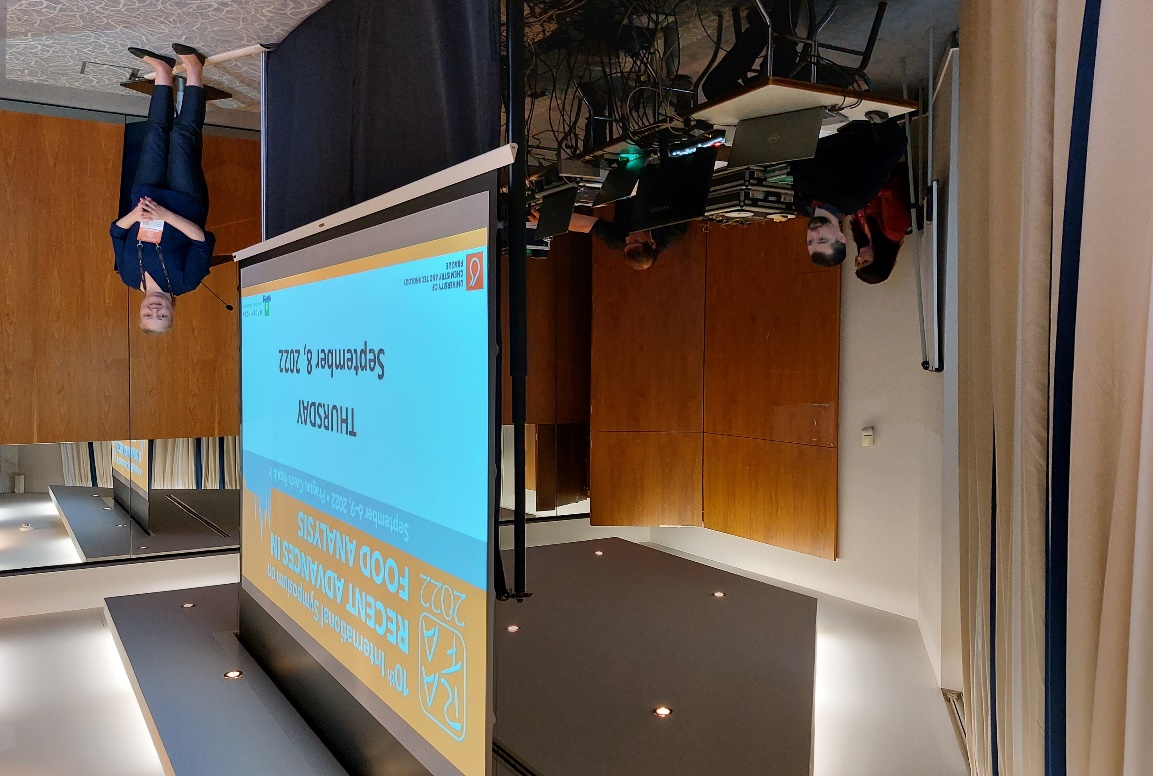 RAFA
2022
10th International Symposium on
RECENT ADVANCES IN
FOOD ANALYSIS
September 6–9, 2022 • Prague, Czech
THURSDAY
September 8, 2022
UNIVERSITY OF
CHEMISTRY AND TECHNOLOGY
PRAGUE